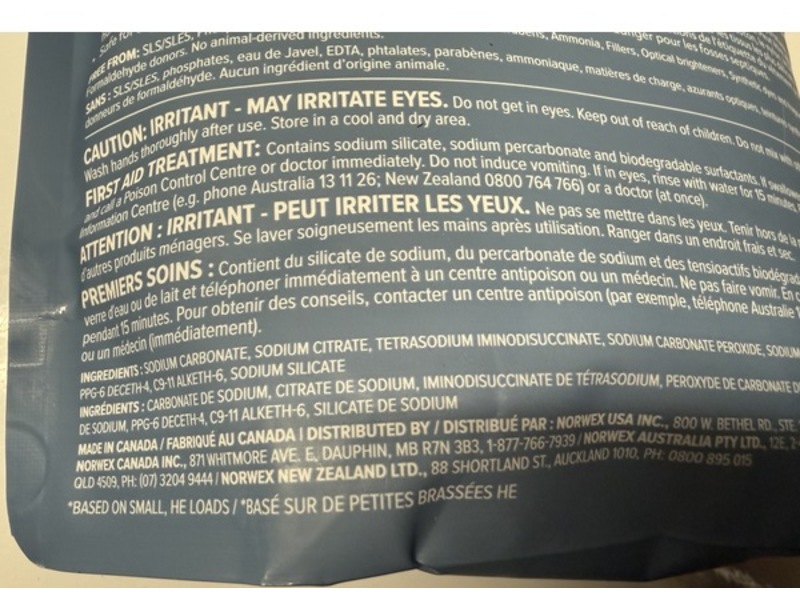 Safe for
FREE FROM: SLS/SLES,
Formaldehyde donors. No animal-derived ingredients. Ammonia, Fillers, Optical brighteners, Synthetic
SANS : SLS/SLES, phosphates, eau de Javel, EDTA, phtalates, parabènes, ammoniaque, matières de charge, azurants optiques,
donneurs de formaldéhyde. Aucun ingrédient d'origine animale.
CAUTION: IRRITANT - MAY IRRITATE EYES. Do not get in eyes. Keep out of reach of children. Do not mix with
Wash hands thoroughly after use. Store in a cool and dry area.
FIRST AID TREATMENT: Contains sodium silicate, sodium percarbonate and biodegradable surfactants. If swallowed
and call a Poison Control Centre or doctor immediately. Do not induce vomiting. If in eyes, rinse with water for 15 minutes.
Information Centre (e.g. phone Australia 13 11 26; New Zealand 0800 764 766) or a doctor (at once).
ATTENTION : IRRITANT - PEUT IRRITER LES YEUX. Ne pas se mettre dans les yeux. Tenir hors de la
d'autres produits ménagers. Se laver soigneusement les mains après utilisation. Ranger dans un endroit frais et sec.
PREMIERS SOINS : Contient du silicate de sodium, du percarbonate de sodium et des tensioactifs
verre d'eau ou de lait et téléphoner immédiatement à un centre antipoison ou un médecin. Ne pas faire vomir. En
pendant 15 minutes. Pour obtenir des conseils, contacter un centre antipoison (par exemple, téléphone Australie
ou un médecin (immédiatement).
INGREDIENTS : SODIUM CARBONATE, SODIUM CITRATE, TETRASODIUM IMINODISUCCINATE, SODIUM CARBONATE PEROXIDE, SODIUM
PPG-6 DECETH-4, C9-11 ALKETH-6, SODIUM SILICATE
INGRÉDIENTS : CARBONATE DE SODIUM, CITRATE DE SODIUM, IMINODISUCCINATE DE TÉTRASODIUM, PEROXYDE DE CARBONATE
DE SODIUM, PPG-6 DECETH-4, C9-11 ALKETH-6, SILICATE DE SODIUM
MADE IN CANADA / FABRIQUÉ AU CANADA | DISTRIBUTED BY / DISTRIBUÉ PAR : NORWEX USA INC., 800 W. BETHEL RD., STE.
NORWEX CANADA INC., 871 WHITMORE AVE. E, DAUPHIN, MB R7N 3B3, 1-877-766-7939 / NORWEX AUSTRALIA PTY LTD., 12E,
QLD 4509, PH: (07) 3204 9444 / NORWEX NEW ZEALAND LTD., 88 SHORTLAND ST., AUCKLAND 1010, PH: 0800 895 015
*BASED ON SMALL, HE LOADS / *BASÉ SUR DE PETITES BRASSÉES HE